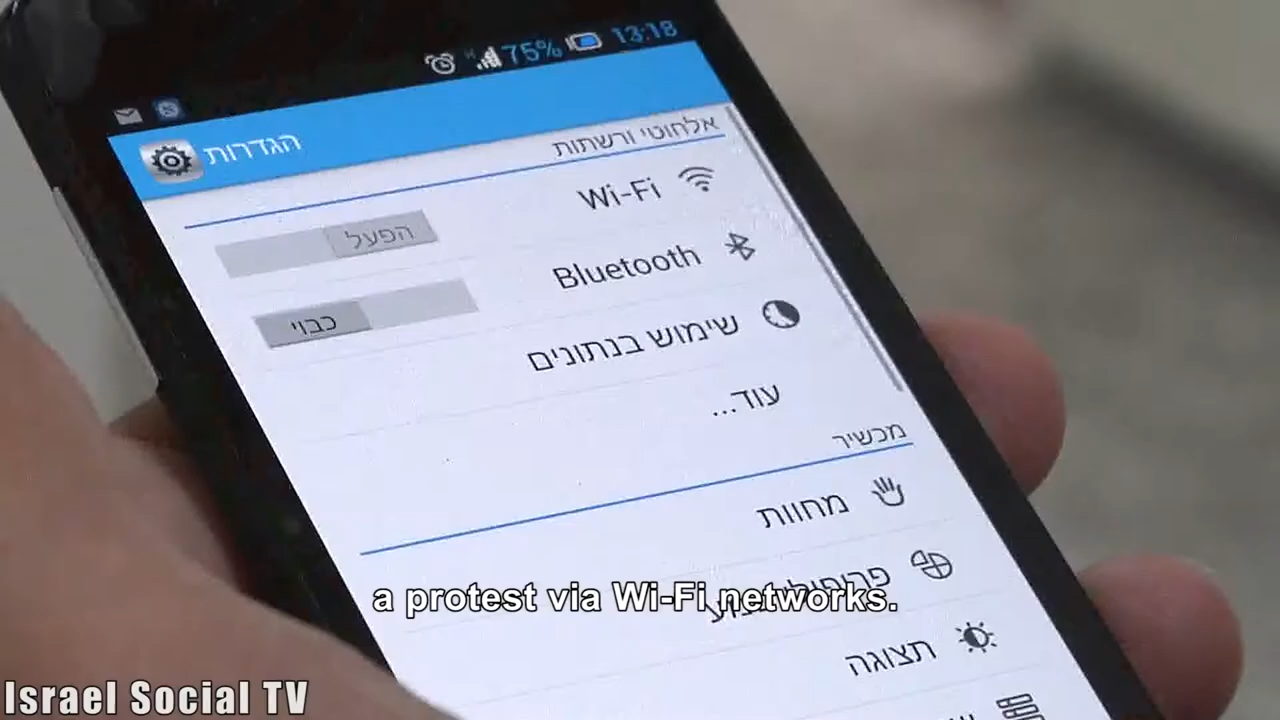 75% 13:18
הגדרות
אלחוטי ורשתות
Wi-Fi
הפעל
Bluetooth
כבוי
שימוש בנתונים
עוד...
מכשיר
מחוות
פרופילי
a protest via Wi-Fi networks.
תצוגה
Israel Social TV